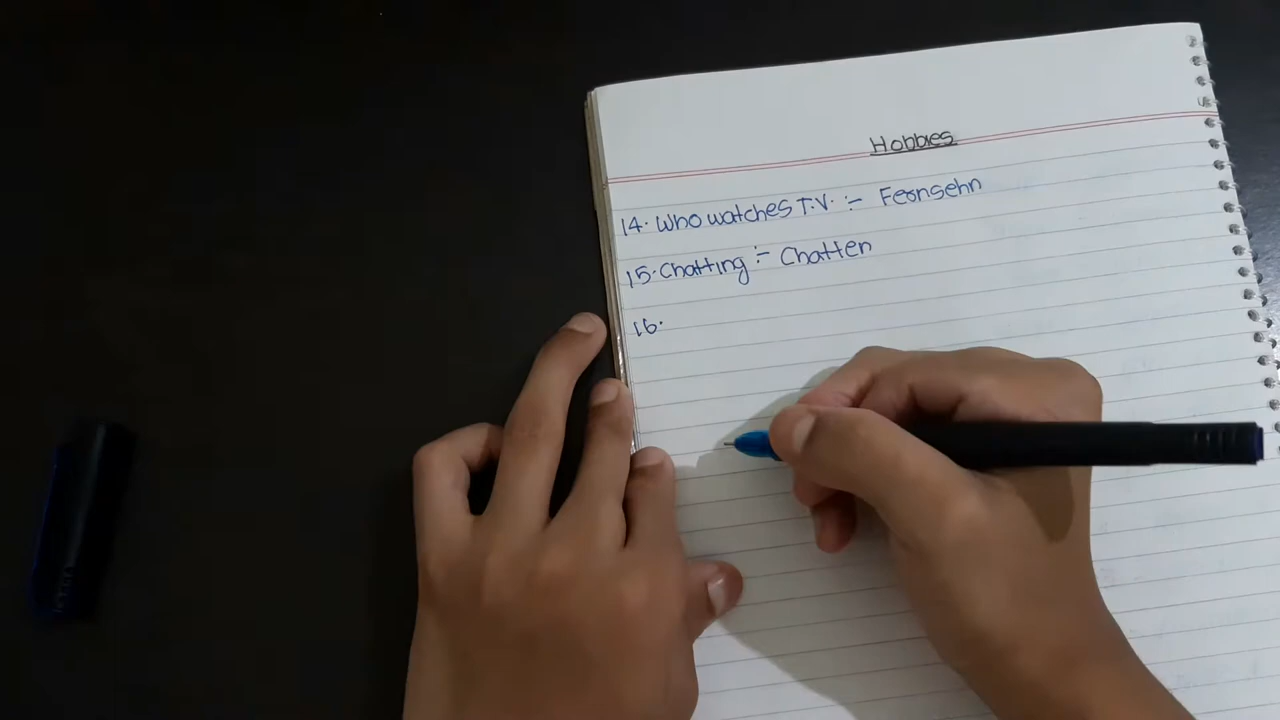 Hobbies
14. Who watches T.V. :- Fernsehn
15. Chatting :- Chatten
16.